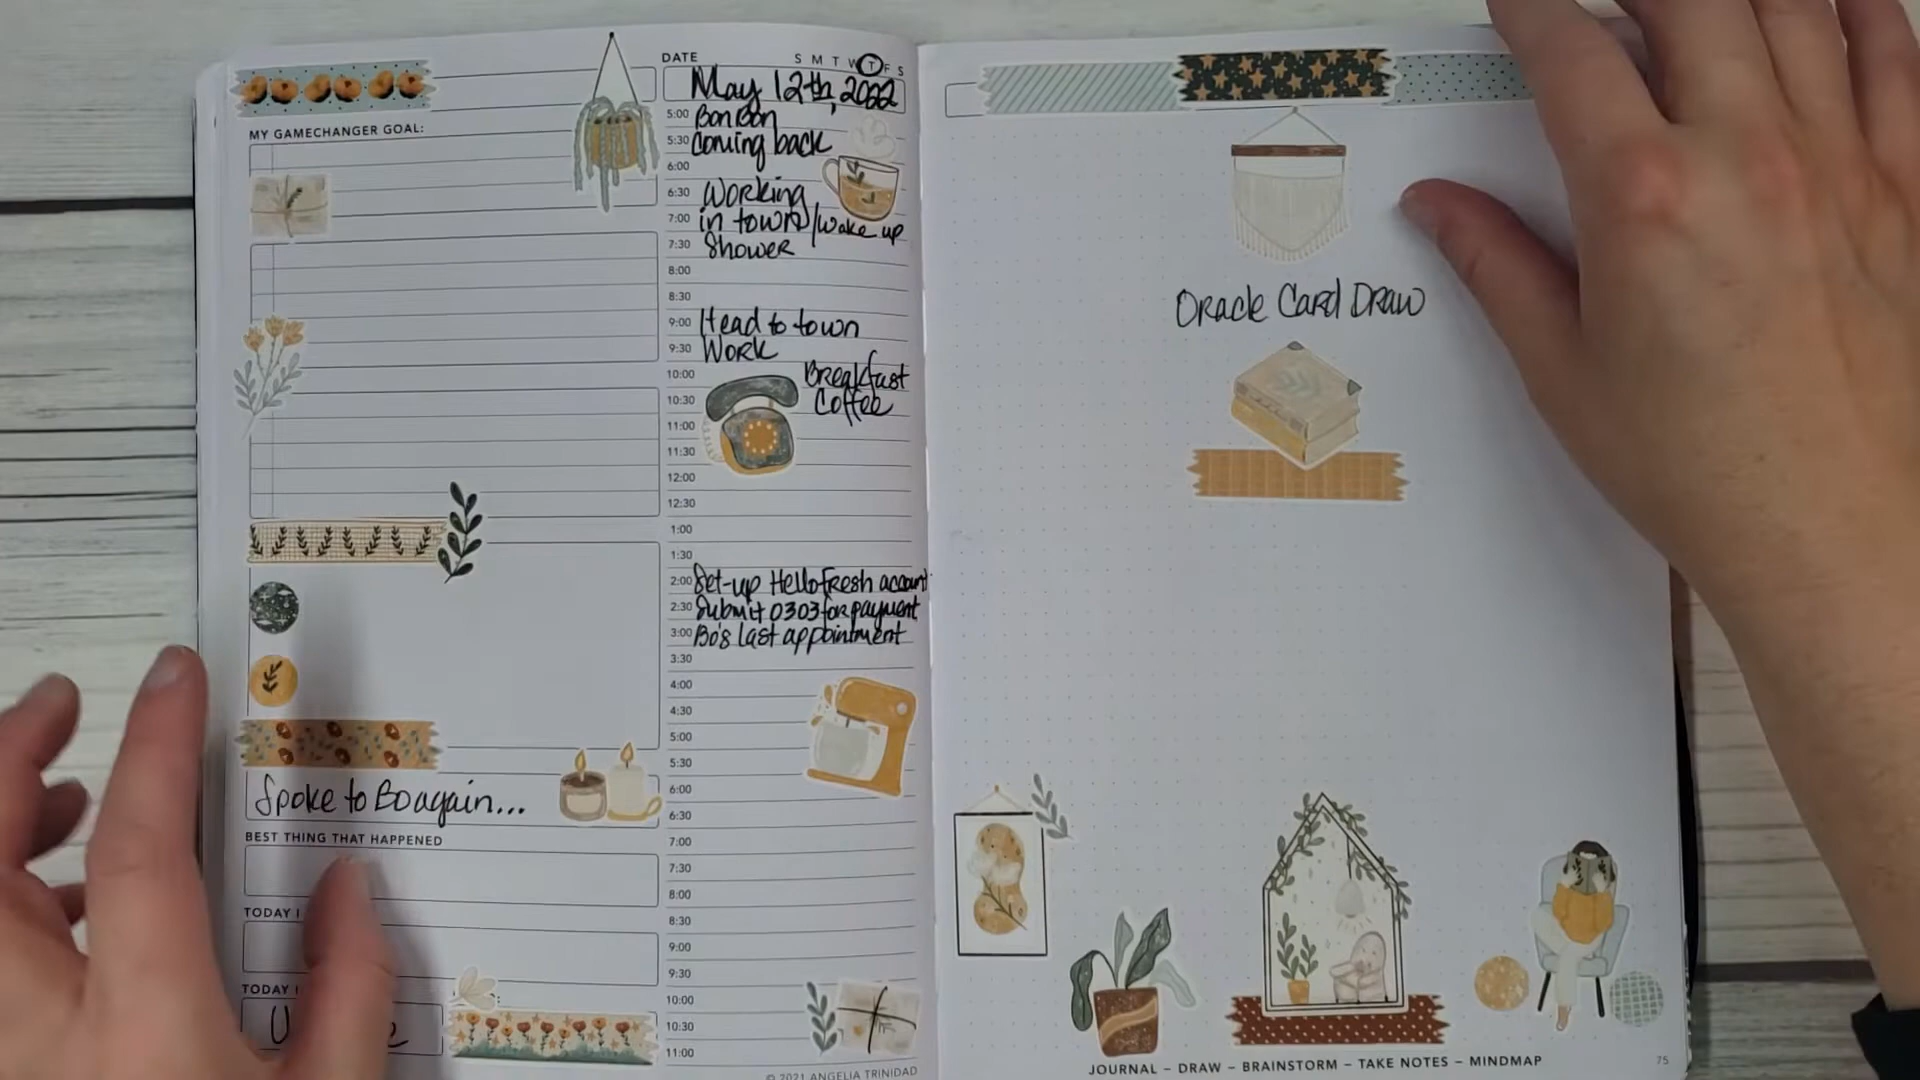 DATE
S M T W T F S
May 12th, 2022
MY GAMECHANGER GOAL:
5:00 BonBon
5:30 Coming back
6:00
6:30 Working
7:00 in town/wake up
7:30 Shower
8:00
8:30
9:00 Head to town
9:30 Work
10:00 Breakfast
10:30 Coffee
11:00
11:30
12:00
12:30
1:00
1:30
2:00 Set-up HelloFresh account
2:30 Submit 0303 for payment
3:00 Bo's last appointment
3:30
4:00
4:30
5:00
5:30
6:00
6:30
7:00
7:30
8:00
8:30
9:00
9:30
10:00
10:30
11:00
Spoke to Bo again...
BEST THING THAT HAPPENED
TODAY I
TODAY I
© 2021 ANGELIA TRINIDAD
Oracle Card Draw
JOURNAL – DRAW – BRAINSTORM – TAKE NOTES – MINDMAP
75